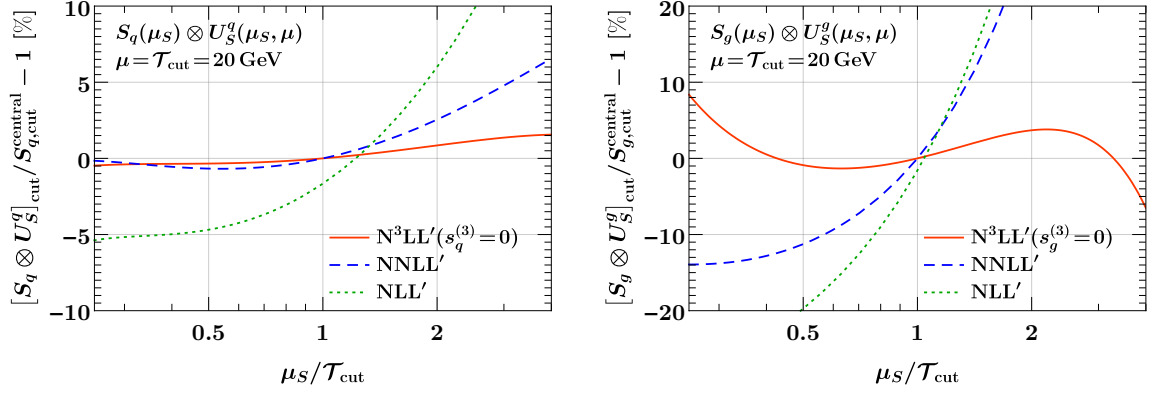 [S_q ⊗ U_S^q]_cut / S_{q,cut}^{central} − 1 [%]
10
5
0
−5
−10
S_q(μ_S) ⊗ U_S^q(μ_S, μ)
μ = 𝒯_cut = 20 GeV
N³LL′(s_q^{(3)} = 0)
NNLL′
NLL′
0.5
1
2
μ_S/𝒯_cut
[S_g ⊗ U_S^g]_cut / S_{g,cut}^{central} − 1 [%]
20
10
0
−10
−20
S_g(μ_S) ⊗ U_S^g(μ_S, μ)
μ = 𝒯_cut = 20 GeV
N³LL′(s_g^{(3)} = 0)
NNLL′
NLL′
0.5
1
2
μ_S/𝒯_cut